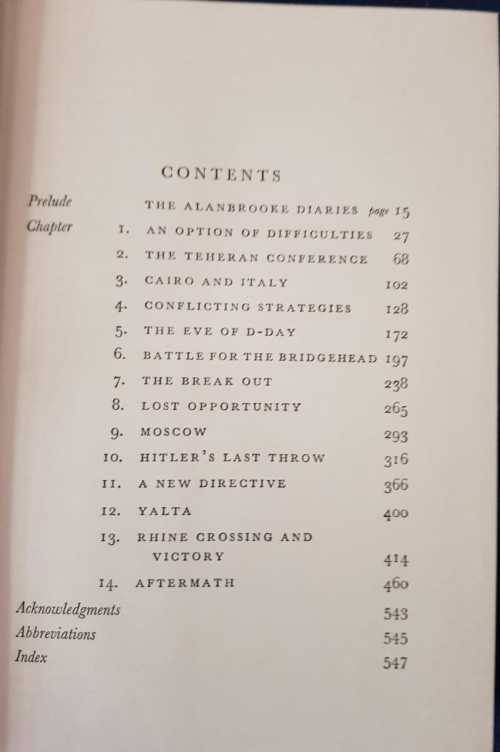 CONTENTS
Prelude THE ALANBROOKE DIARIES page 15
Chapter 1. AN OPTION OF DIFFICULTIES 27
2. THE TEHERAN CONFERENCE 68
3. CAIRO AND ITALY 102
4. CONFLICTING STRATEGIES 128
5. THE EVE OF D-DAY 172
6. BATTLE FOR THE BRIDGEHEAD 197
7. THE BREAK OUT 238
8. LOST OPPORTUNITY 265
9. MOSCOW 293
10. HITLER'S LAST THROW 316
11. A NEW DIRECTIVE 366
12. YALTA 400
13. RHINE CROSSING AND
VICTORY 414
14. AFTERMATH 460
Acknowledgments 543
Abbreviations 545
Index 547